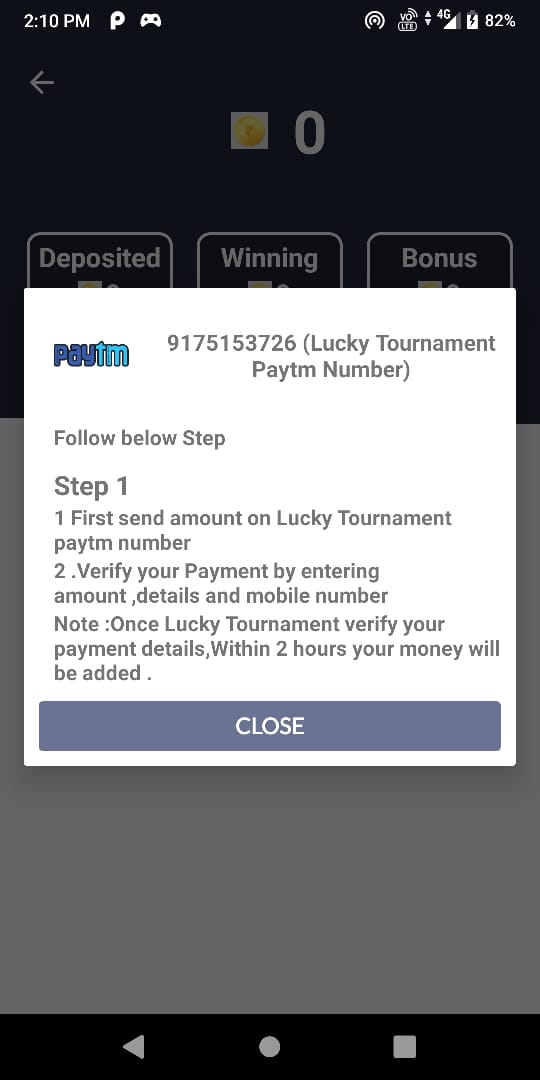 2:10 PM
VO LTE
4G
82%
0
Deposited
Winning
Bonus
paytm
9175153726 (Lucky Tournament
Paytm Number)
Follow below Step
Step 1
1 First send amount on Lucky Tournament
paytm number
2 .Verify your Payment by entering
amount ,details and mobile number
Note :Once Lucky Tournament verify your
payment details,Within 2 hours your money will
be added .
CLOSE